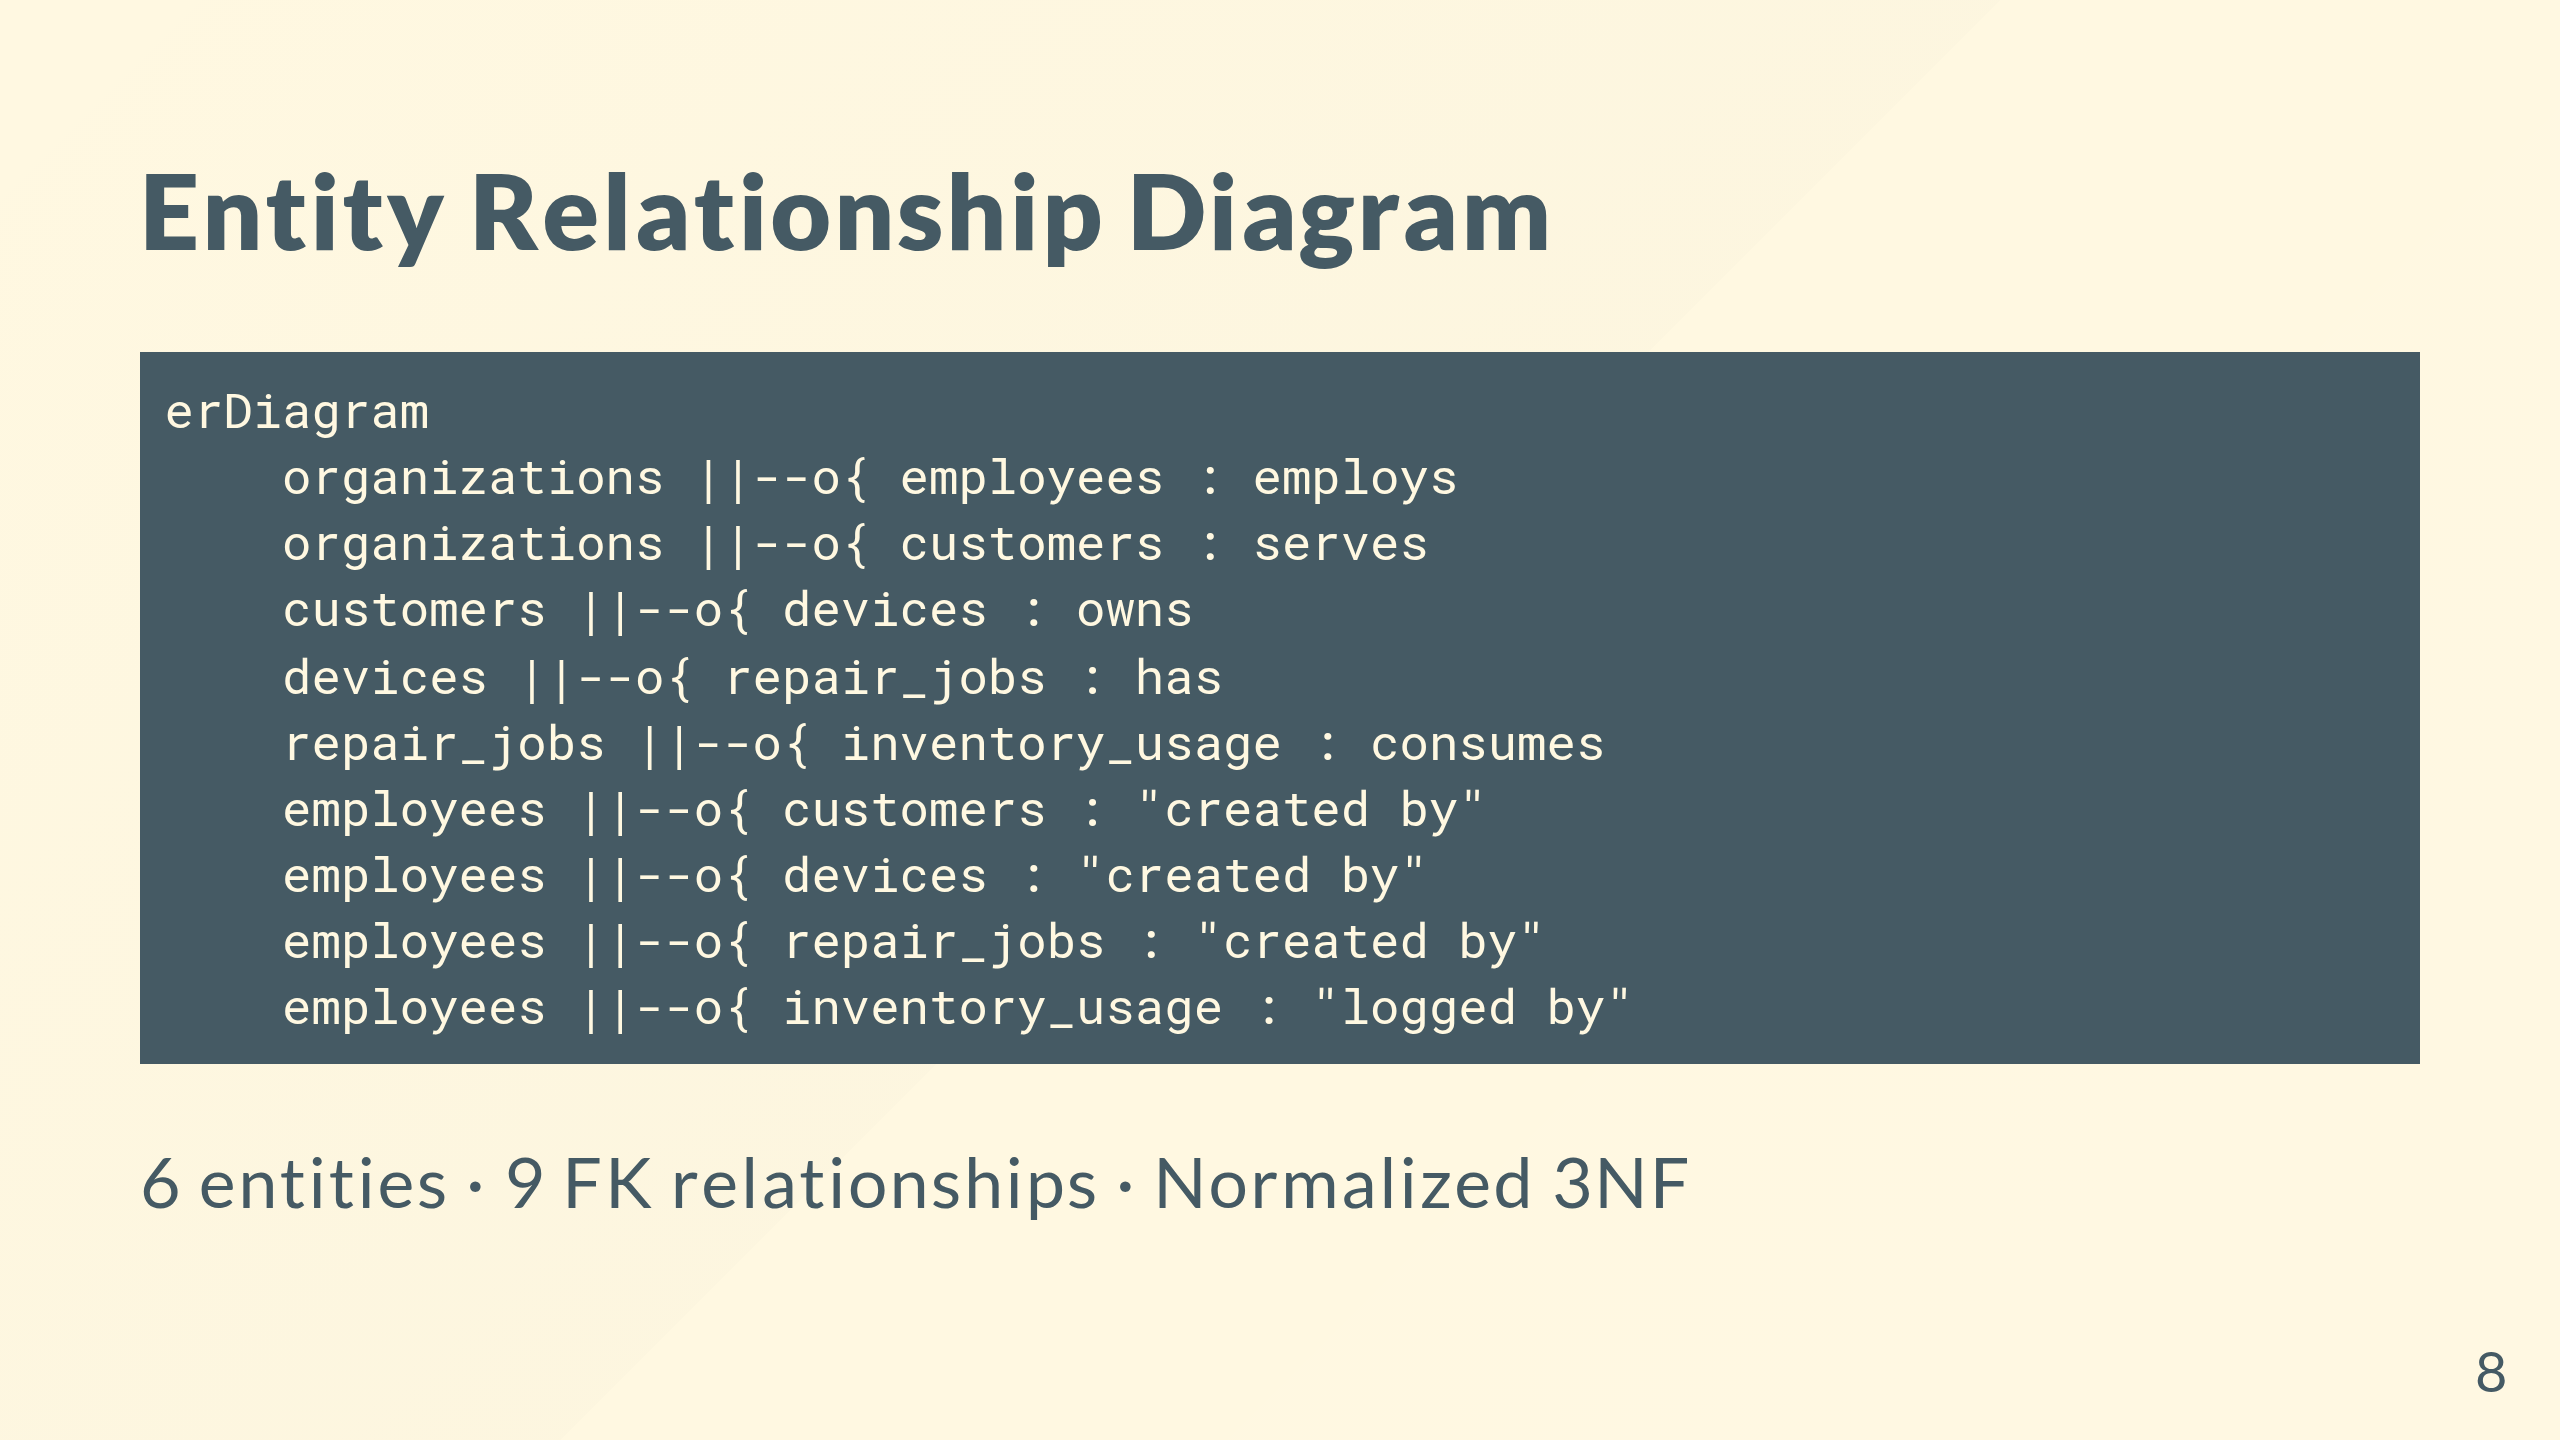 Entity Relationship Diagram
erDiagram
    organizations ||--o{ employees : employs
    organizations ||--o{ customers : serves
    customers ||--o{ devices : owns
    devices ||--o{ repair_jobs : has
    repair_jobs ||--o{ inventory_usage : consumes
    employees ||--o{ customers : "created by"
    employees ||--o{ devices : "created by"
    employees ||--o{ repair_jobs : "created by"
    employees ||--o{ inventory_usage : "logged by"
6 entities · 9 FK relationships · Normalized 3NF
8